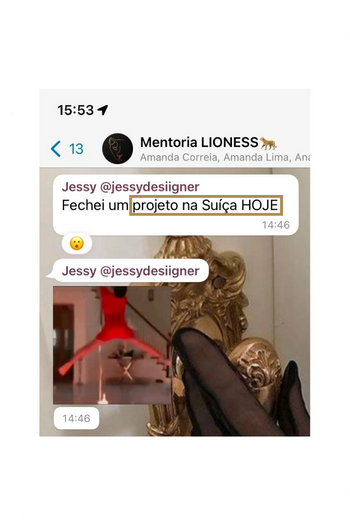 15:53
13
Mentoria LIONESS🐆
Amanda Correia, Amanda Lima, Ana
Jessy @jessydesiigner
Fechei um projeto na Suíça HOJE
14:46
Jessy @jessydesiigner
14:46